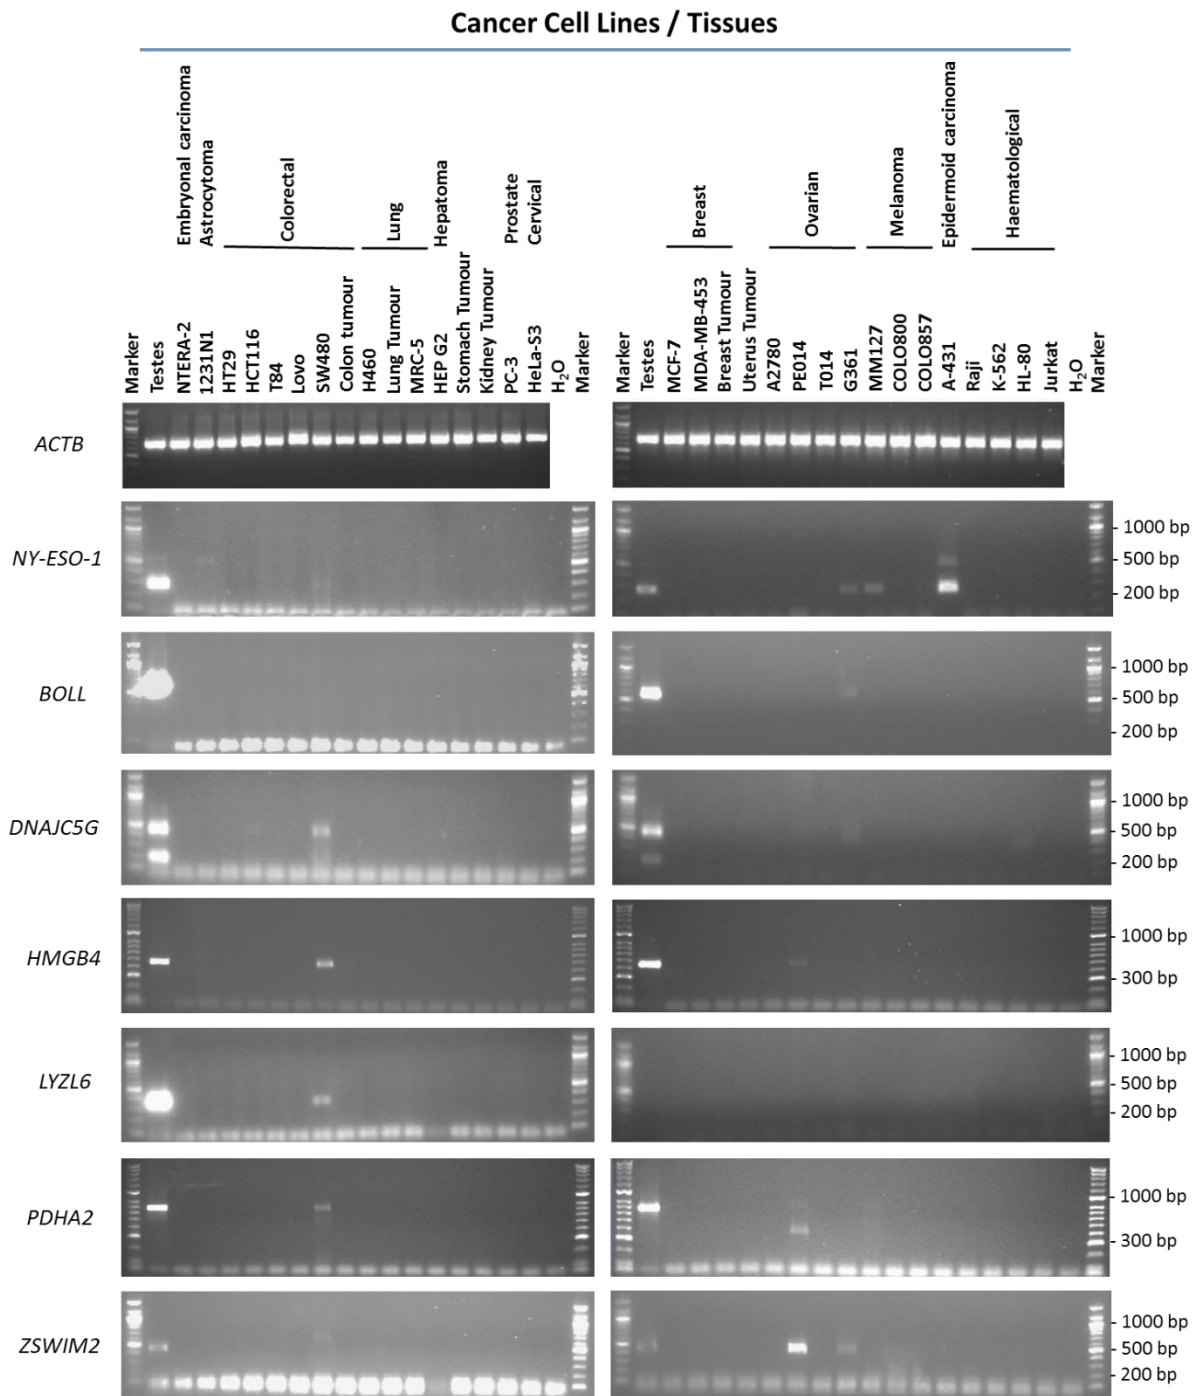 Cancer Cell Lines / Tissues
Embryonal carcinoma
Astrocytoma
Colorectal
Lung
Hepatoma
Prostate
Cervical
Breast
Ovarian
Melanoma
Epidermoid carcinoma
Haematological
Marker
Testes
NTERA-2
1231N1
HT29
HCT116
T84
Lovo
SW480
Colon tumour
H460
Lung Tumour
MRC-5
HEP G2
Stomach Tumour
Kidney Tumour
PC-3
HeLa-S3
H₂O
Marker
Marker
Testes
MCF-7
MDA-MB-453
Breast Tumour
Uterus Tumour
A2780
PE014
T014
G361
MM127
COLO800
COLO857
A-431
Raji
K-562
HL-80
Jurkat
H₂O
Marker
ACTB
NY-ESO-1
- 1000 bp
- 500 bp
- 200 bp
BOLL
- 1000 bp
- 500 bp
- 200 bp
DNAJC5G
- 1000 bp
- 500 bp
- 200 bp
HMGB4
- 1000 bp
- 300 bp
LYZL6
- 1000 bp
- 500 bp
- 200 bp
PDHA2
- 1000 bp
- 300 bp
ZSWIM2
- 1000 bp
- 500 bp
- 200 bp